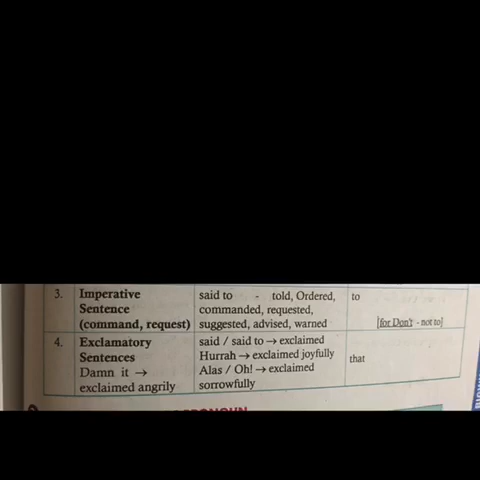 3. Imperative said to - told, Ordered, to
Sentence commanded, requested,
(command, request) suggested, advised, warned [for Don't - not to]
4. Exclamatory said / said to → exclaimed
Sentences Hurrah → exclaimed joyfully that
Damn it → Alas / Oh! → exclaimed
exclaimed angrily sorrowfully